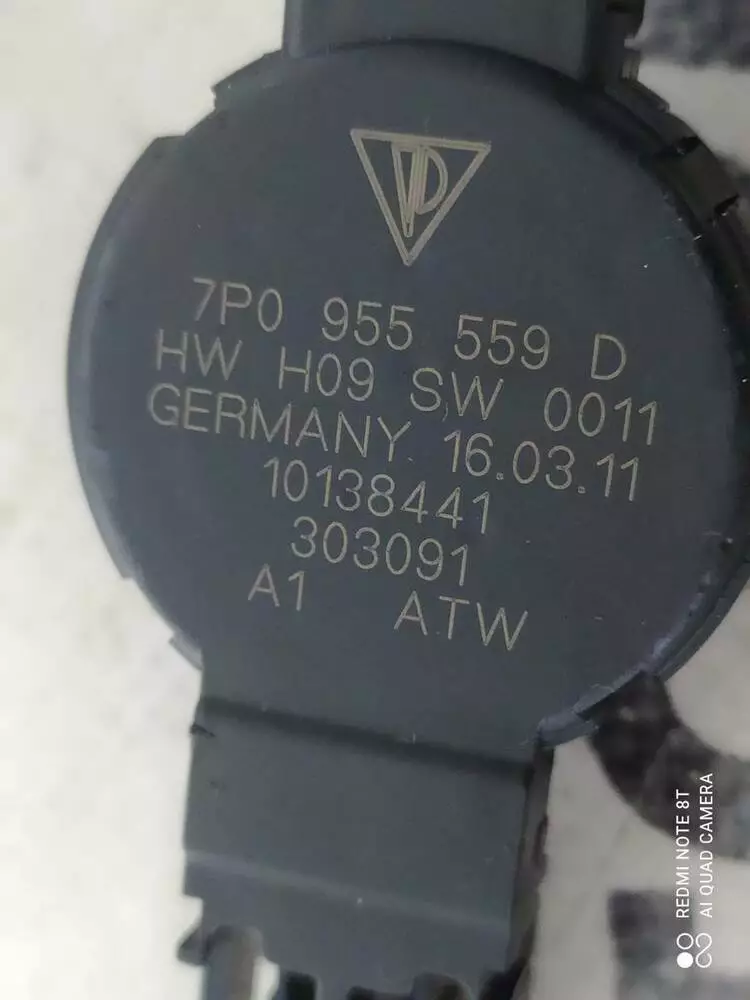 7P0 955 559 D
HW H09 SW 0011
GERMANY 16.03.11
10138441
303091
A1 ATW
REDMI NOTE 8T
AI QUAD CAMERA